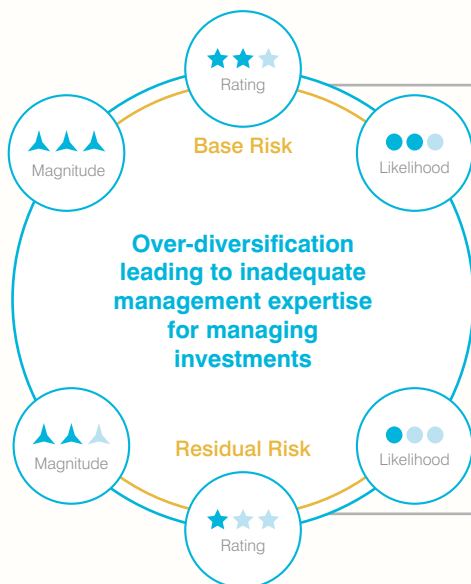 Rating
Base Risk
Magnitude
Likelihood
Over-diversification
leading to inadequate
management expertise
for managing
investments
Magnitude
Residual Risk
Likelihood
Rating